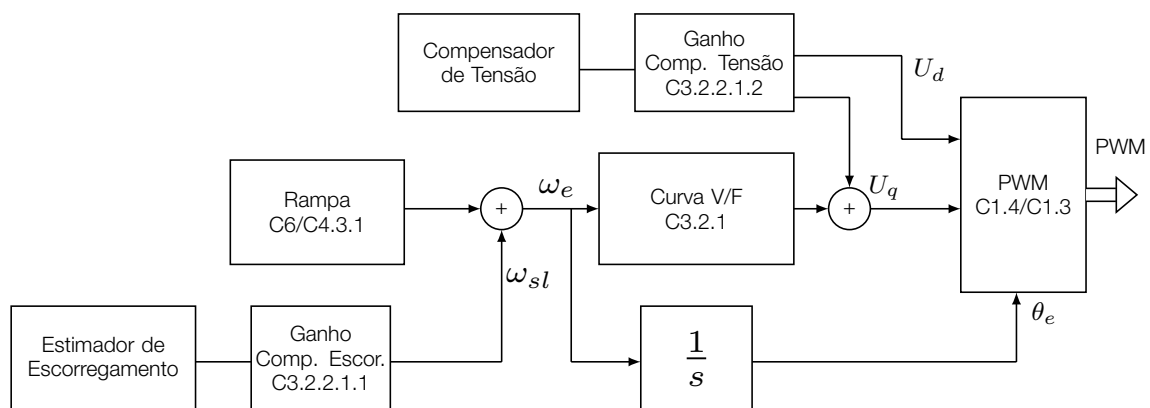 Compensador
de Tensão
Ganho
Comp. Tensão
C3.2.2.1.2
U_d
PWM
Rampa
C6/C4.3.1
+
ω_e
Curva V/F
C3.2.1
+
U_q
PWM
C1.4/C1.3
ω_sl
θ_e
Estimador de
Escorregamento
Ganho
Comp. Escor.
C3.2.2.1.1
1
s